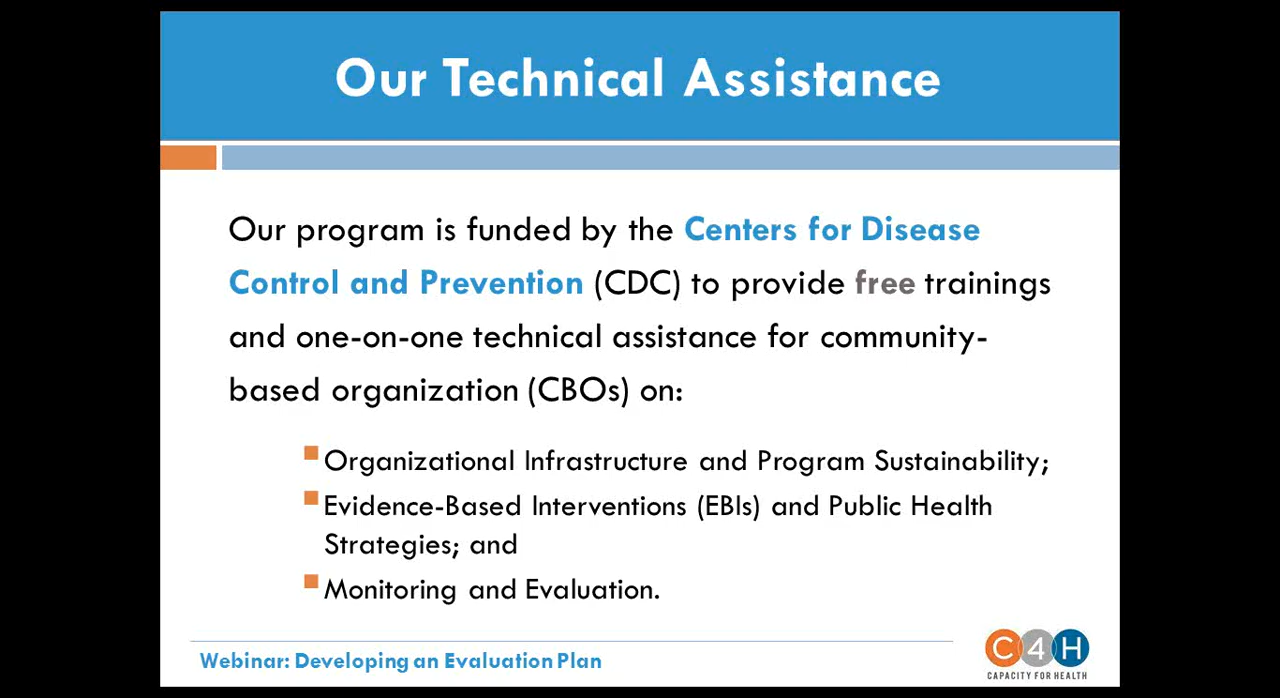 Our Technical Assistance
Our program is funded by the Centers for Disease
Control and Prevention (CDC) to provide free trainings
and one-on-one technical assistance for community-
based organization (CBOs) on:
Organizational Infrastructure and Program Sustainability;
Evidence-Based Interventions (EBIs) and Public Health
Strategies; and
Monitoring and Evaluation.
Webinar: Developing an Evaluation Plan
C4H
CAPACITY FOR HEALTH